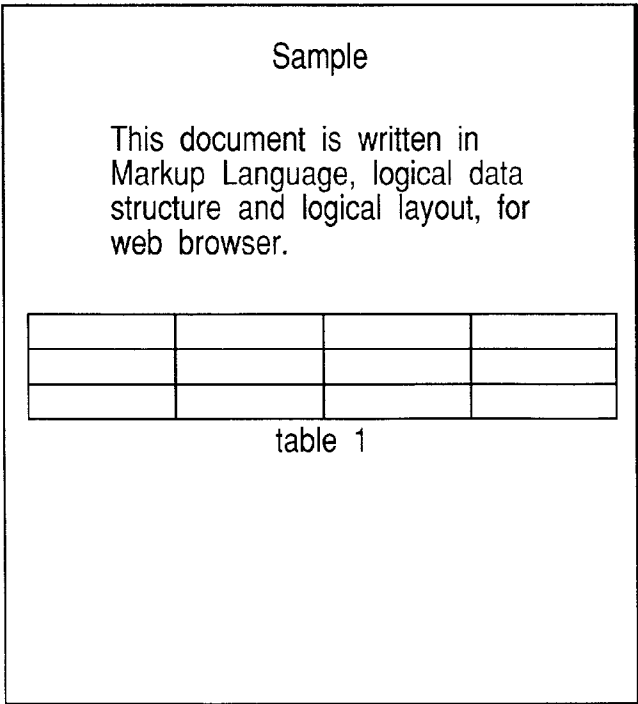 Sample
This document is written in
Markup Language, logical data
structure and logical layout, for
web browser.
table 1